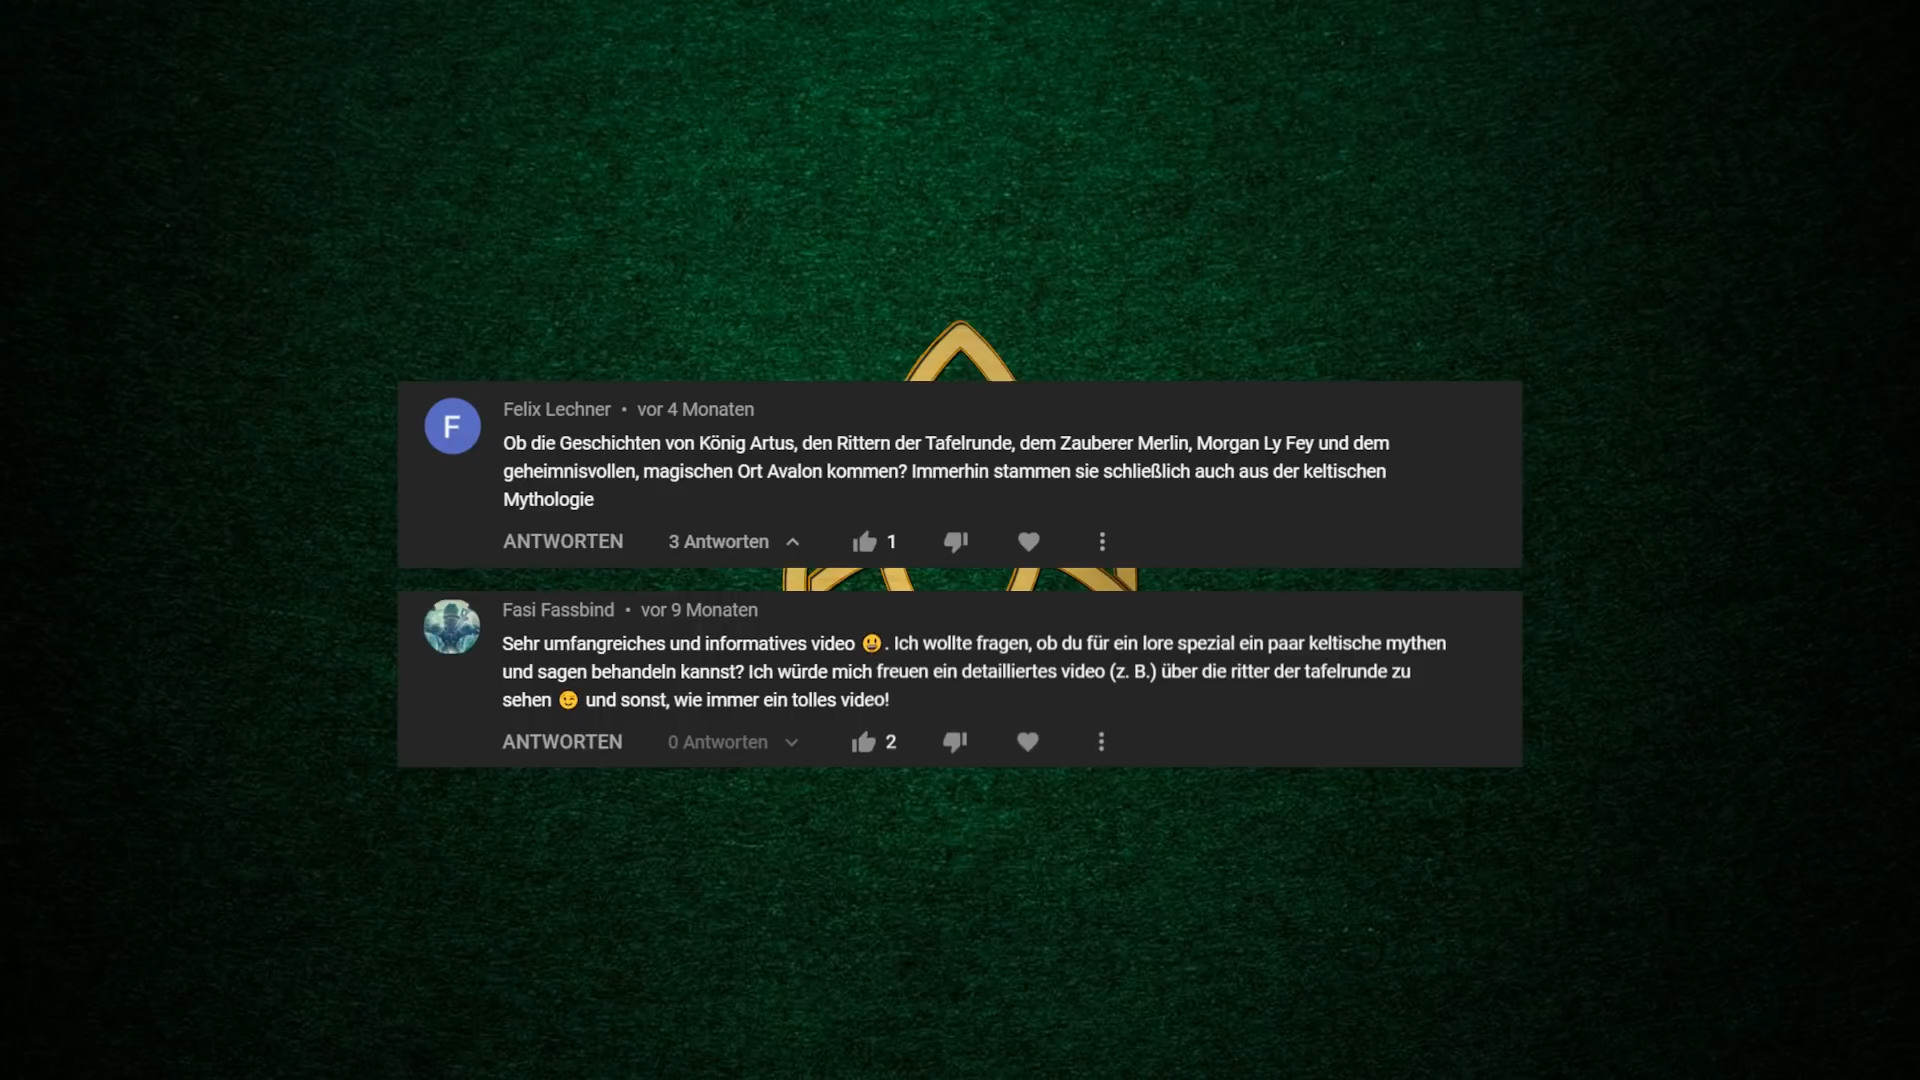 F
Felix Lechner • vor 4 Monaten
Ob die Geschichten von König Artus, den Rittern der Tafelrunde, dem Zauberer Merlin, Morgan Ly Fey und dem
geheimnisvollen, magischen Ort Avalon kommen? Immerhin stammen sie schließlich auch aus der keltischen
Mythologie
ANTWORTEN 3 Antworten 1
Fasi Fassbind • vor 9 Monaten
Sehr umfangreiches und informatives video 😃. Ich wollte fragen, ob du für ein lore spezial ein paar keltische mythen
und sagen behandeln kannst? Ich würde mich freuen ein detailliertes video (z. B.) über die ritter der tafelrunde zu
sehen 😉 und sonst, wie immer ein tolles video!
ANTWORTEN 0 Antworten 2